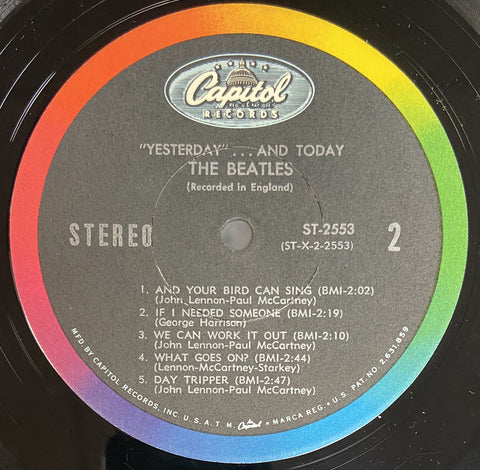 Capitol
RECORDS
"YESTERDAY" . . . AND TODAY
THE BEATLES
(Recorded in England)
STEREO
ST-2553
(ST-X-2-2553)
2
1. AND YOUR BIRD CAN SING (BMI-2:02)
(John Lennon-Paul McCartney)
2. IF I NEEDED SOMEONE (BMI-2:19)
(George Harrison)
3. WE CAN WORK IT OUT (BMI-2:10)
(John Lennon-Paul McCartney)
4. WHAT GOES ON? (BMI-2:44)
(Lennon-McCartney-Starkey)
5. DAY TRIPPER (BMI-2:47)
(John Lennon-Paul McCartney)
MFD. BY CAPITOL RECORDS, INC. U.S.A. T.M. Capitol MARCA REG. • U.S. PAT. NO. 2,631,859